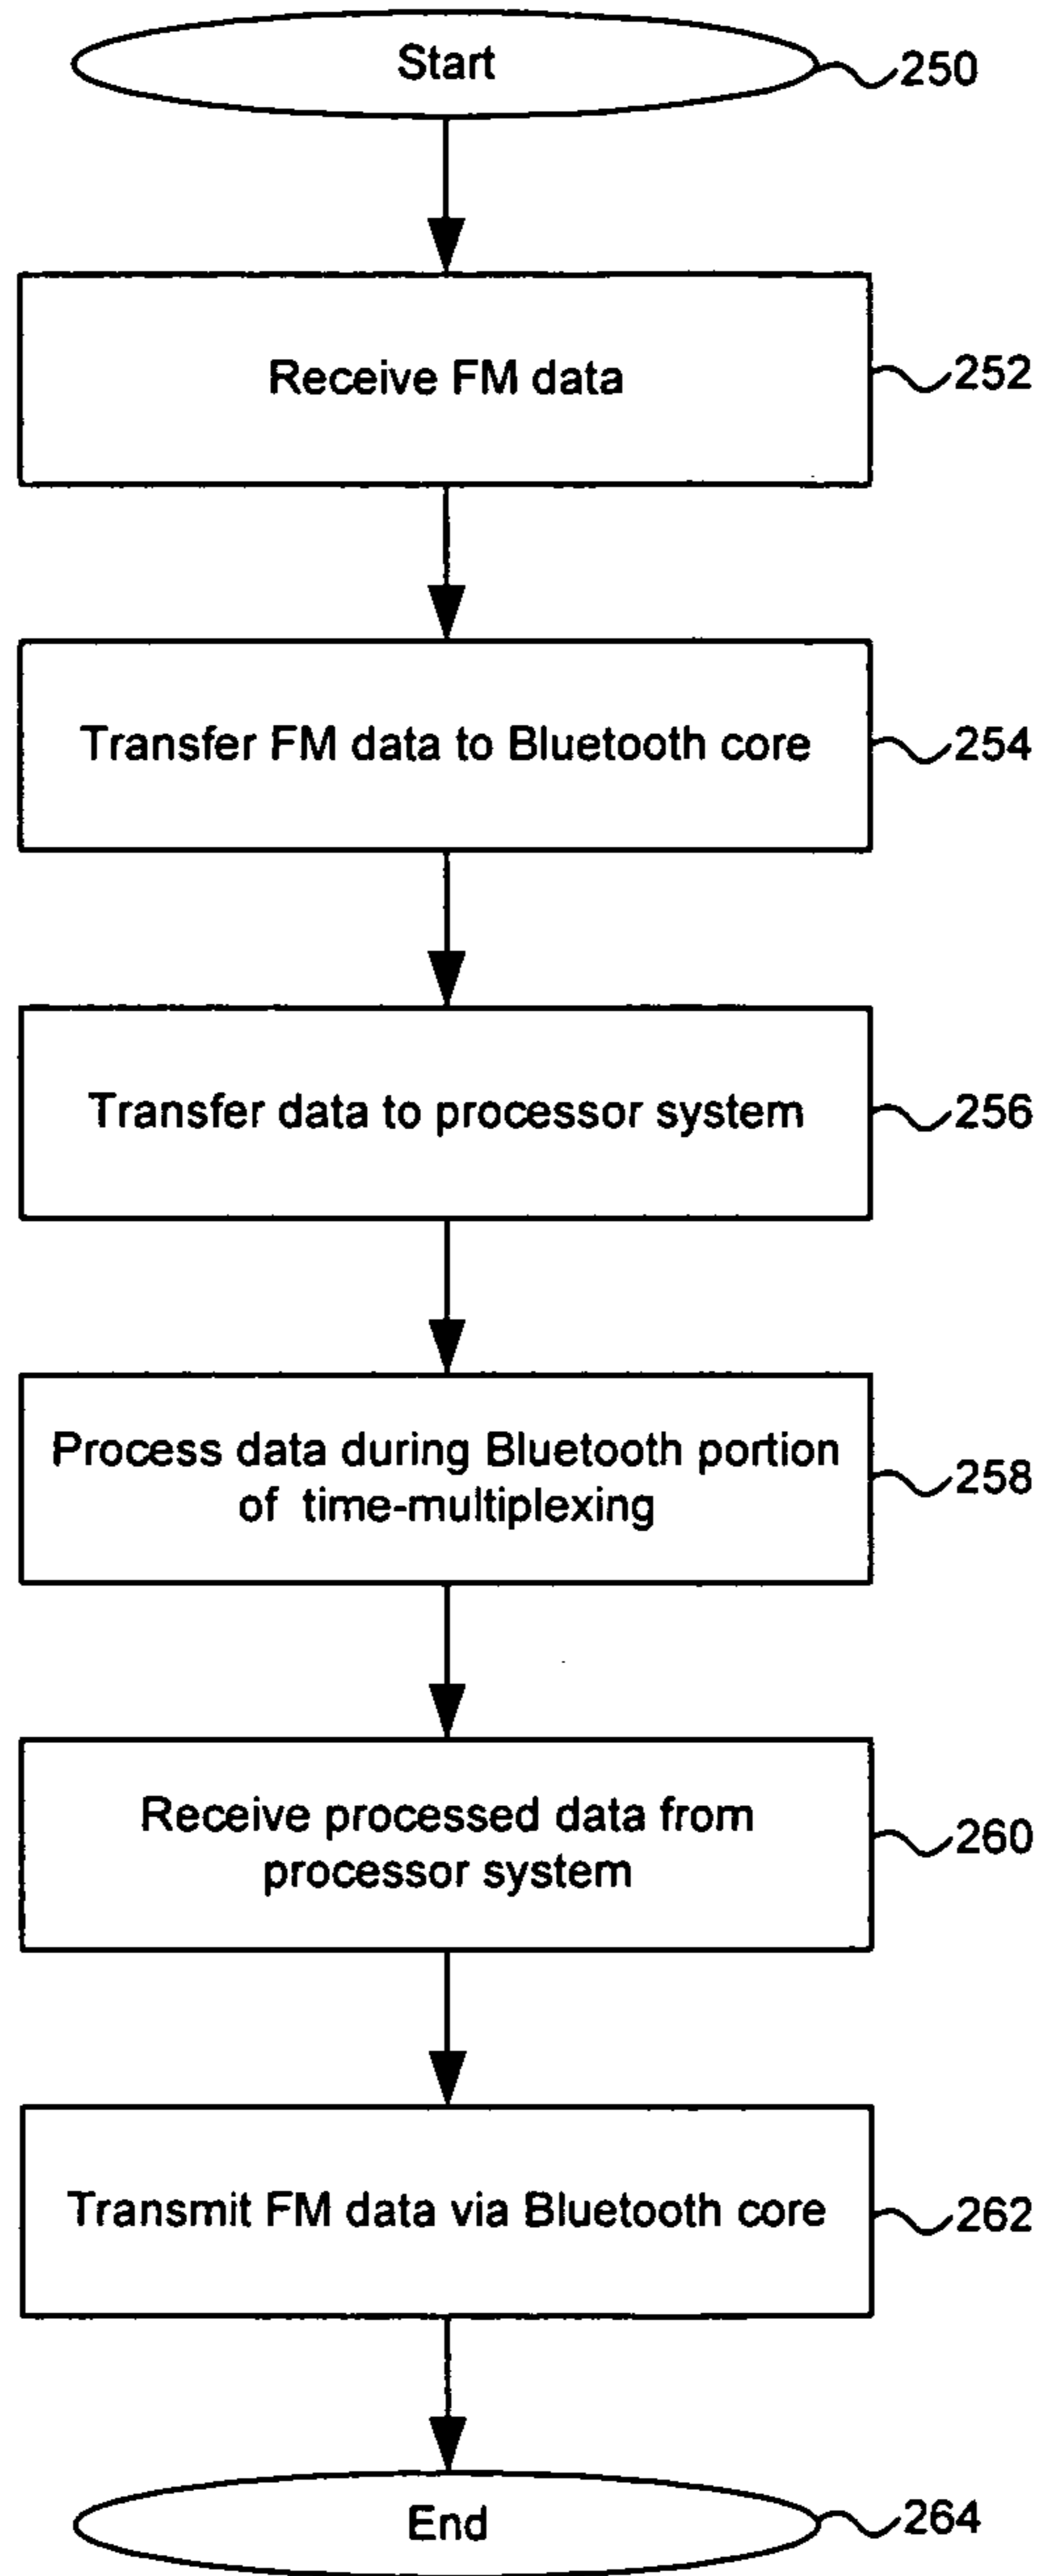 Start
250
Receive FM data
252
Transfer FM data to Bluetooth core
254
Transfer data to processor system
256
Process data during Bluetooth portion
of time-multiplexing
258
Receive processed data from
processor system
260
Transmit FM data via Bluetooth core
262
End
264